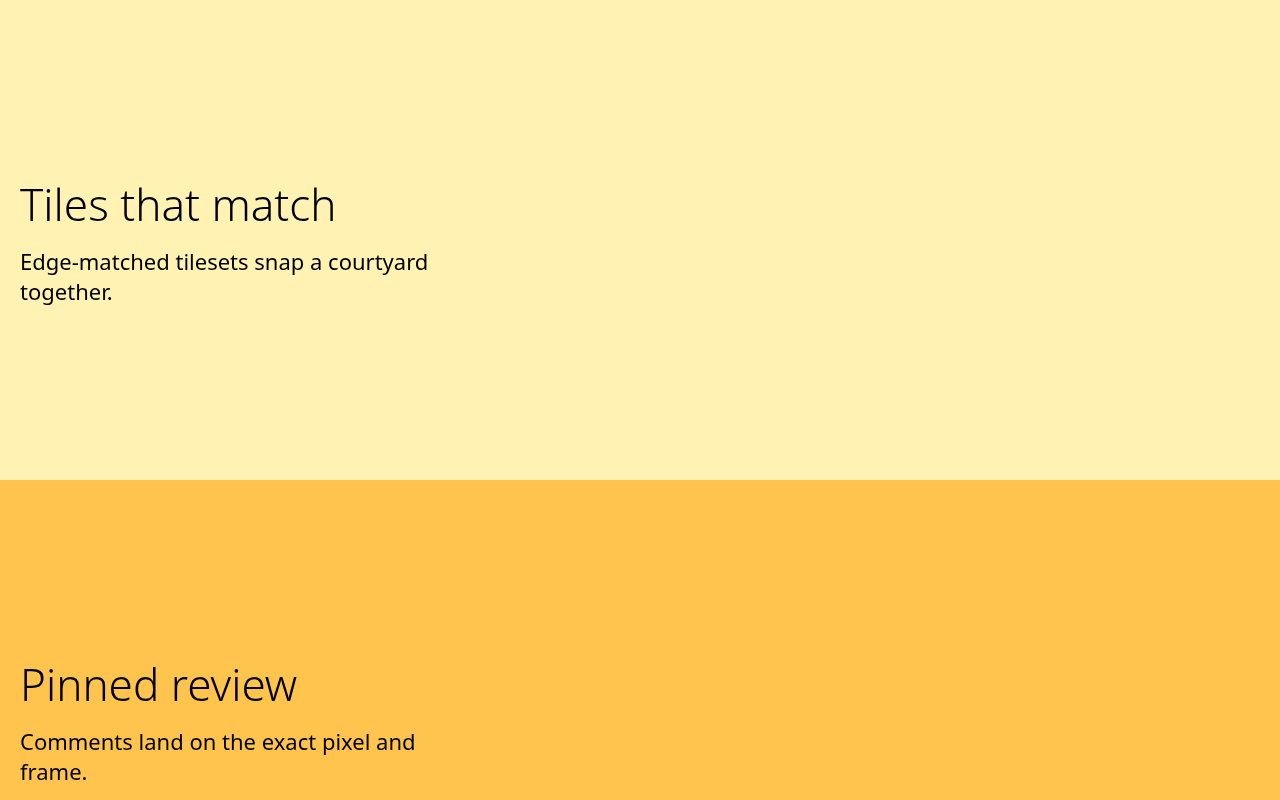 Tiles that match
Edge-matched tilesets snap a courtyard
together.
Pinned review
Comments land on the exact pixel and
frame.